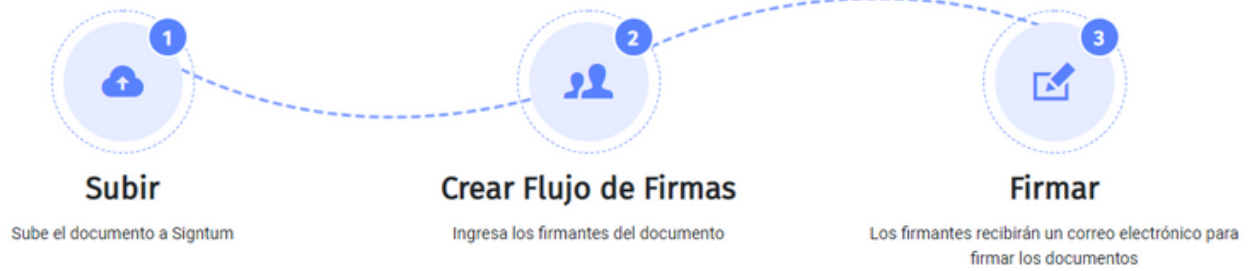 1
2
3
Subir
Crear Flujo de Firmas
Firmar
Sube el documento a Signtum
Ingresa los firmantes del documento
Los firmantes recibirán un correo electrónico para
firmar los documentos